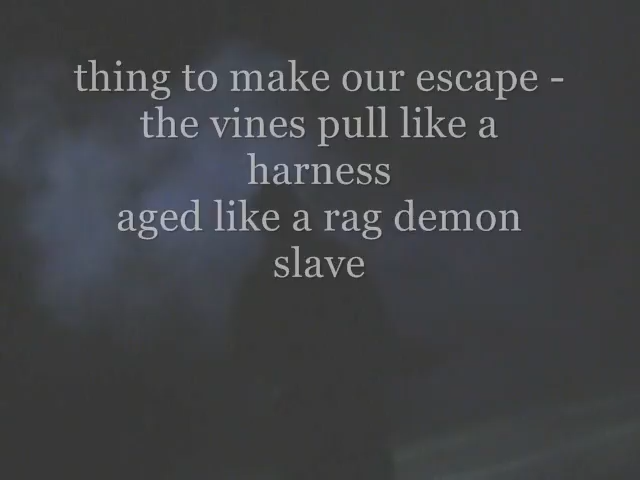 thing to make our escape -
the vines pull like a
harness
aged like a rag demon
slave